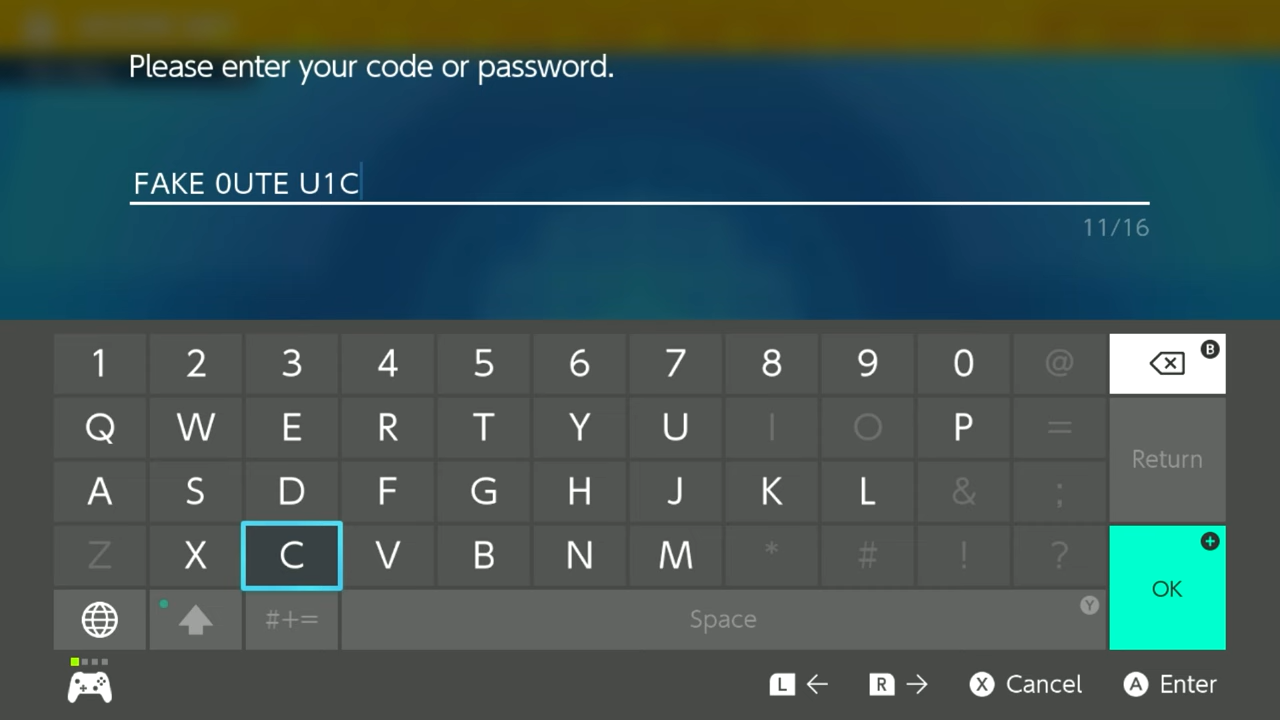 Please enter your code or password.
FAKE 0UTE U1C
11/16
1 2 3 4 5 6 7 8 9 0 @ B
Q W E R T Y U I O P =
Return
A S D F G H J K L & ;
Z X C V B N M * # ! ? +
OK
#+= Space Y
L ← R → X Cancel A Enter